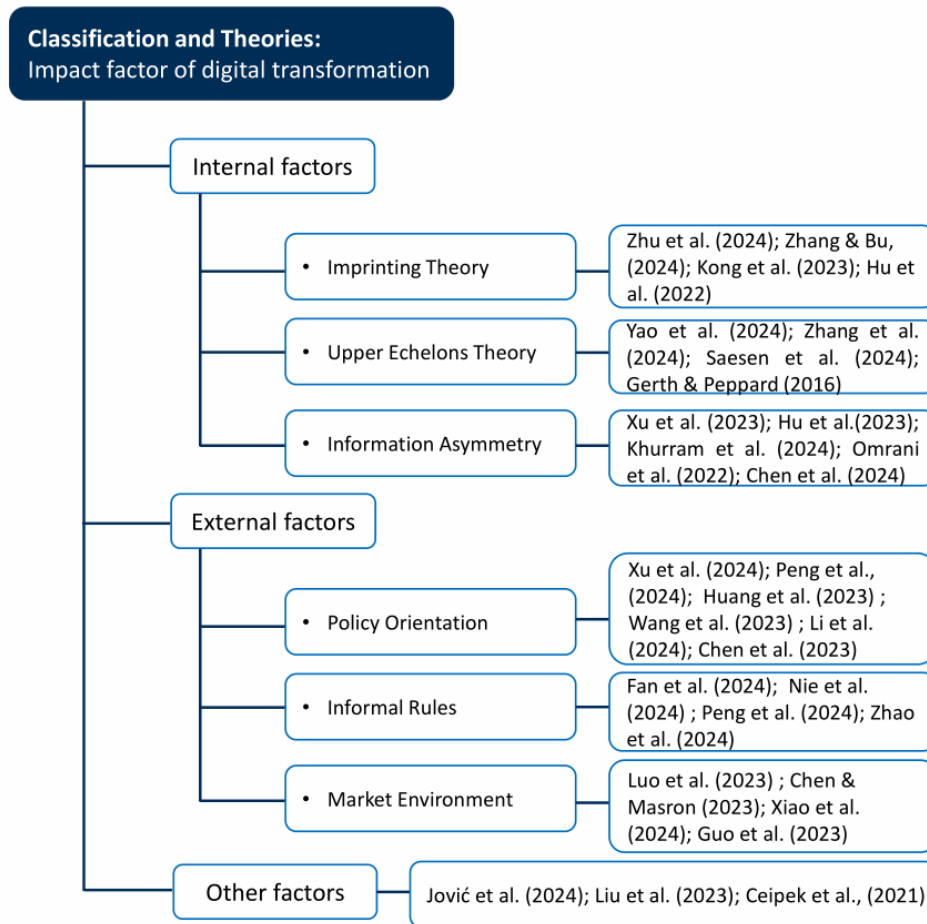 Classification and Theories:
Impact factor of digital transformation
Internal factors
• Imprinting Theory
Zhu et al. (2024); Zhang & Bu,
(2024); Kong et al. (2023); Hu et
al. (2022)
• Upper Echelons Theory
Yao et al. (2024); Zhang et al.
(2024); Saesen et al. (2024);
Gerth & Peppard (2016)
• Information Asymmetry
Xu et al. (2023); Hu et al.(2023);
Khurram et al. (2024); Omrani
et al. (2022); Chen et al. (2024)
External factors
• Policy Orientation
Xu et al. (2024); Peng et al.,
(2024); Huang et al. (2023) ;
Wang et al. (2023) ; Li et al.
(2024); Chen et al. (2023)
• Informal Rules
Fan et al. (2024); Nie et al.
(2024) ; Peng et al. (2024); Zhao
et al. (2024)
• Market Environment
Luo et al. (2023) ; Chen &
Masron (2023); Xiao et al.
(2024); Guo et al. (2023)
Other factors
Jović et al. (2024); Liu et al. (2023); Ceipek et al., (2021)